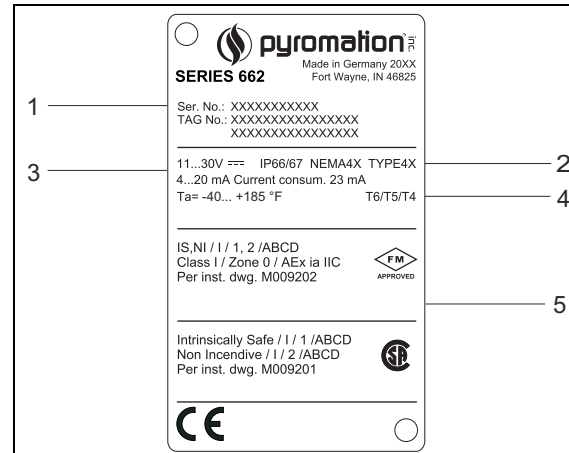 pyromation inc.
Made in Germany 20XX
SERIES 662
Fort Wayne, IN 46825
1
Ser. No.: XXXXXXXXXXX
TAG No.: XXXXXXXXXXXXXXXX
XXXXXXXXXXXXXXXX
11...30V IP66/67 NEMA4X TYPE4X
2
3
4...20 mA Current consum. 23 mA
Ta= -40... +185 °F T6/T5/T4
4
IS,NI / I / 1, 2 /ABCD
Class I / Zone 0 / AEx ia IIC
Per inst. dwg. M009202
FM
APPROVED
5
Intrinsically Safe / I / 1 /ABCD
Non Incendive / I / 2 /ABCD
Per inst. dwg. M009201
SA
CE